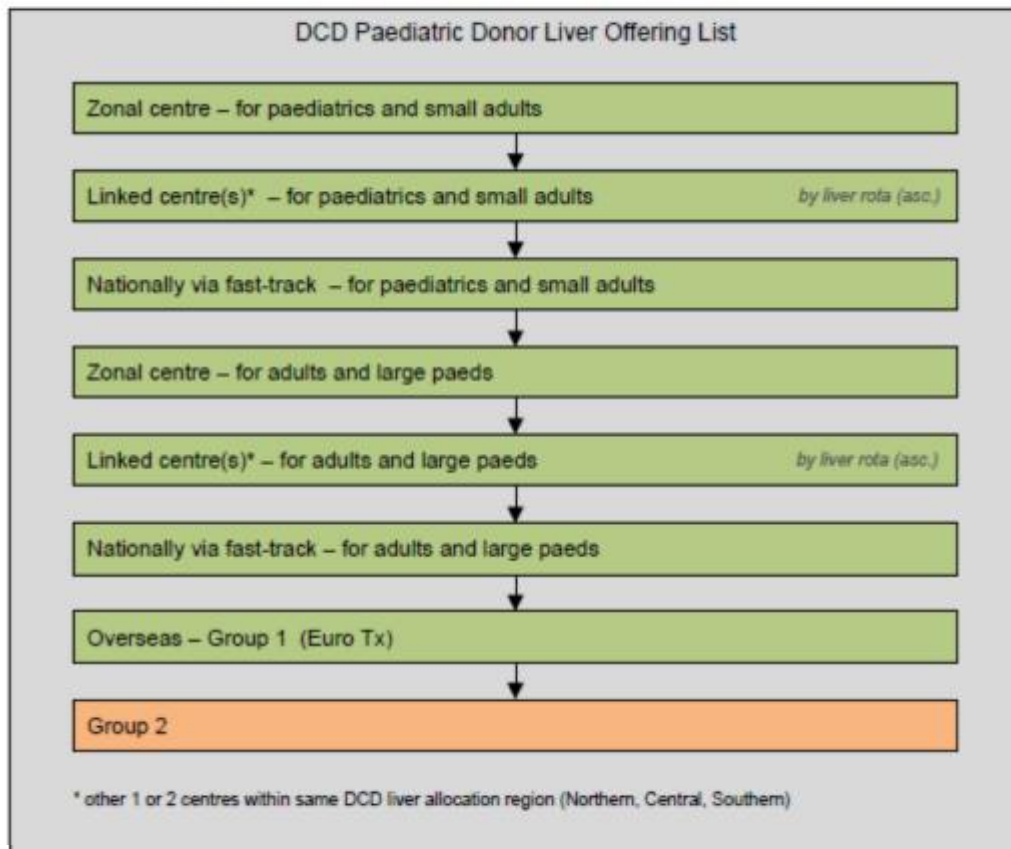 DCD Paediatric Donor Liver Offering List
Zonal centre – for paediatrics and small adults
Linked centre(s)* – for paediatrics and small adults by liver rota (asc.)
Nationally via fast-track – for paediatrics and small adults
Zonal centre – for adults and large paeds
Linked centre(s)* – for adults and large paeds by liver rota (asc.)
Nationally via fast-track – for adults and large paeds
Overseas – Group 1 (Euro Tx)
Group 2
* other 1 or 2 centres within same DCD liver allocation region (Northern, Central, Southern)